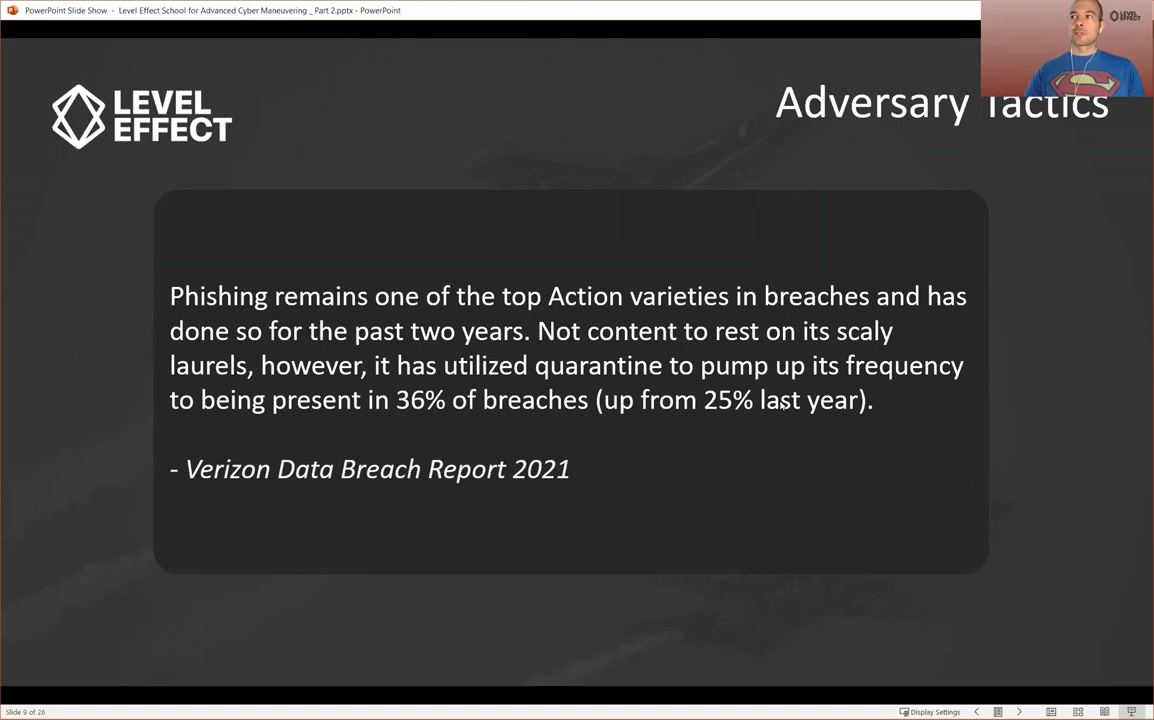 PowerPoint Slide Show - Level Effect School for Advanced Cyber Maneuvering _ Part 2.pptx - PowerPoint
LEVEL
EFFECT
LEVEL
EFFECT
Adversary Tactics
Phishing remains one of the top Action varieties in breaches and has
done so for the past two years. Not content to rest on its scaly
laurels, however, it has utilized quarantine to pump up its frequency
to being present in 36% of breaches (up from 25% last year).
- Verizon Data Breach Report 2021
Slide 9 of 26
Display Settings